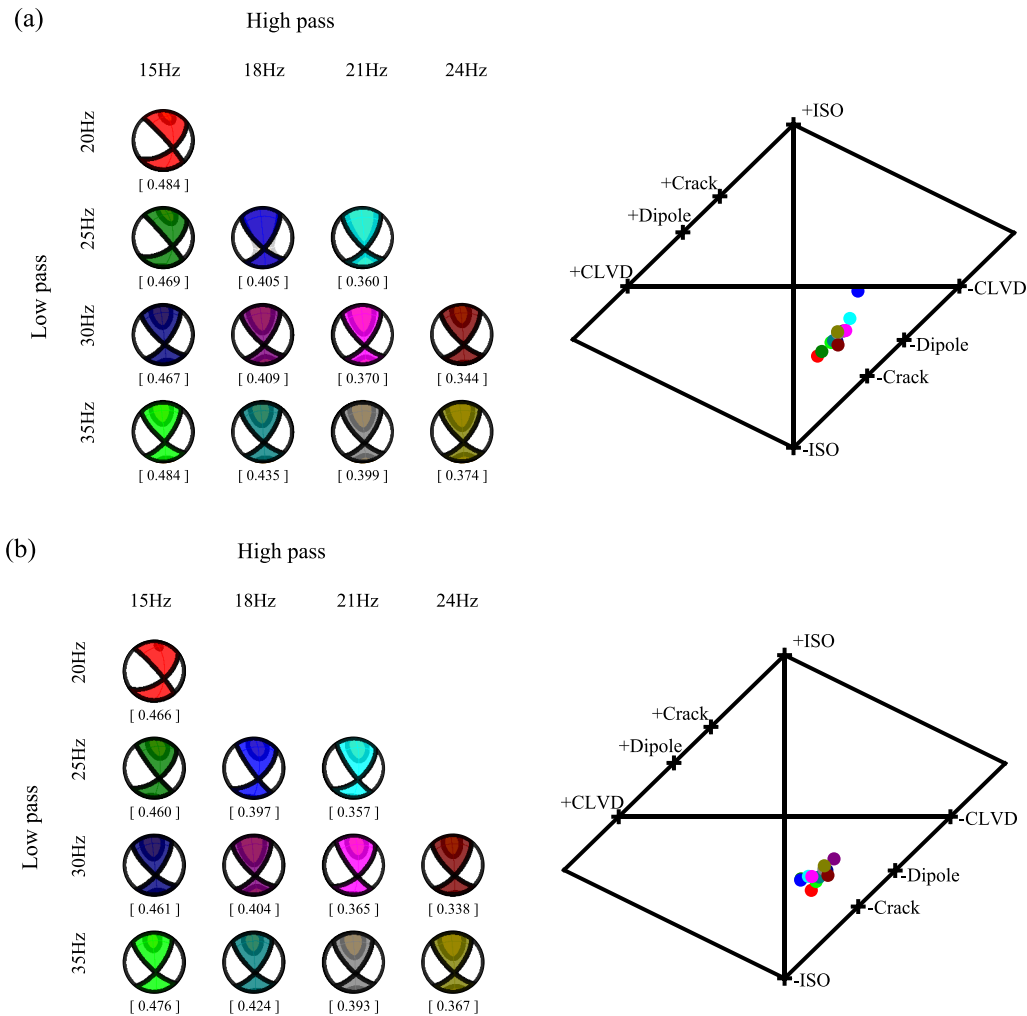 (a)
High pass
15Hz 18Hz 21Hz 24Hz
Low pass
20Hz
[ 0.484 ]
25Hz
[ 0.469 ] [ 0.405 ] [ 0.360 ]
30Hz
[ 0.467 ] [ 0.409 ] [ 0.370 ] [ 0.344 ]
35Hz
[ 0.484 ] [ 0.435 ] [ 0.399 ] [ 0.374 ]
+ISO
+Crack
+Dipole
+CLVD
-CLVD
-Dipole
-Crack
-ISO
(b)
High pass
15Hz 18Hz 21Hz 24Hz
Low pass
20Hz
[ 0.466 ]
25Hz
[ 0.460 ] [ 0.397 ] [ 0.357 ]
30Hz
[ 0.461 ] [ 0.404 ] [ 0.365 ] [ 0.338 ]
35Hz
[ 0.476 ] [ 0.424 ] [ 0.393 ] [ 0.367 ]
+ISO
+Crack
+Dipole
+CLVD
-CLVD
-Dipole
-Crack
-ISO